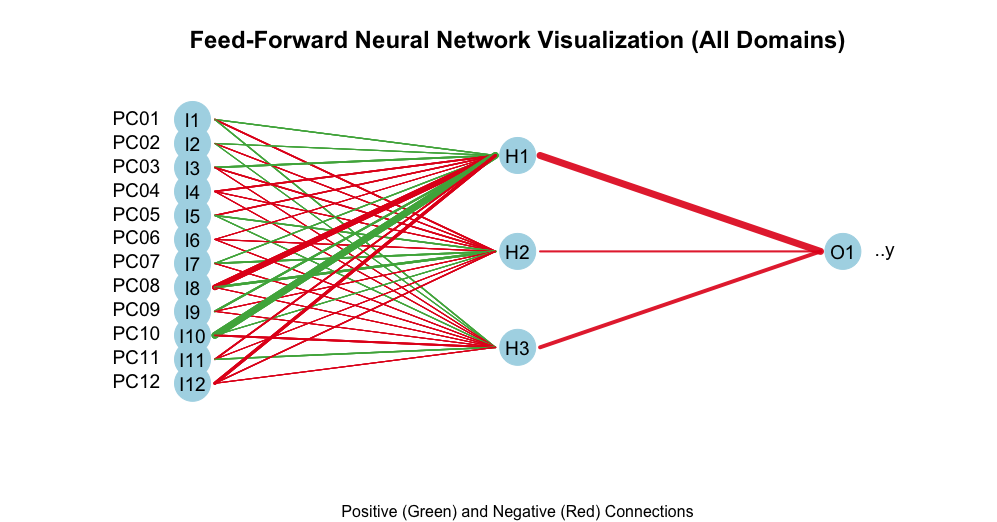 Feed-Forward Neural Network Visualization (All Domains)
PC01 I1
PC02 I2
PC03 I3
PC04 I4
PC05 I5
PC06 I6
PC07 I7
PC08 I8
PC09 I9
PC10 I10
PC11 I11
PC12 I12
H1
H2
H3
O1 ..y
Positive (Green) and Negative (Red) Connections